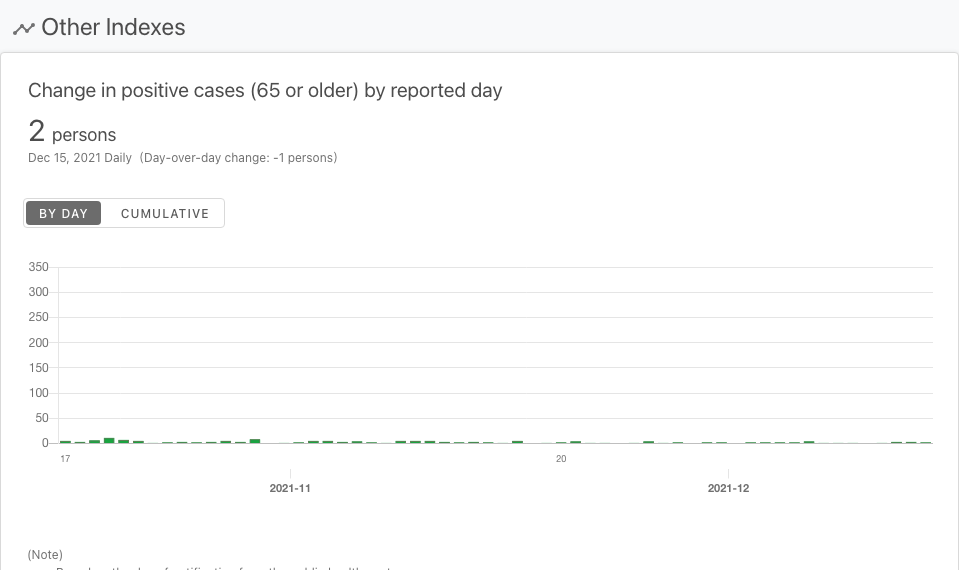 Other Indexes
Change in positive cases (65 or older) by reported day
2 persons
Dec 15, 2021 Daily (Day-over-day change: -1 persons)
BY DAY CUMULATIVE
350
300
250
200
150
100
50
0
17 20
2021-11 2021-12
(Note)